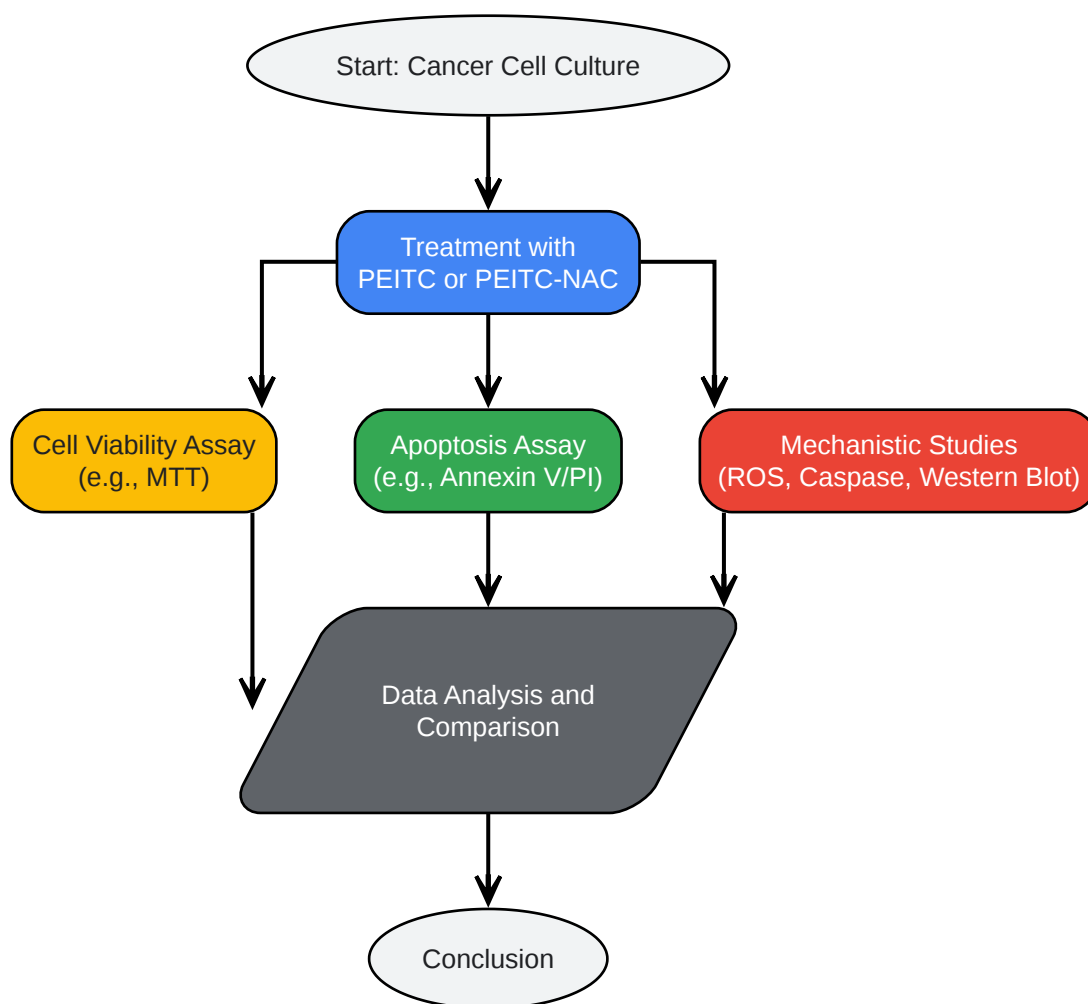 Start: Cancer Cell Culture
Treatment with
PEITC or PEITC-NAC
Cell Viability Assay
(e.g., MTT)
Apoptosis Assay
(e.g., Annexin V/PI)
Mechanistic Studies
(ROS, Caspase, Western Blot)
Data Analysis and
Comparison
Conclusion